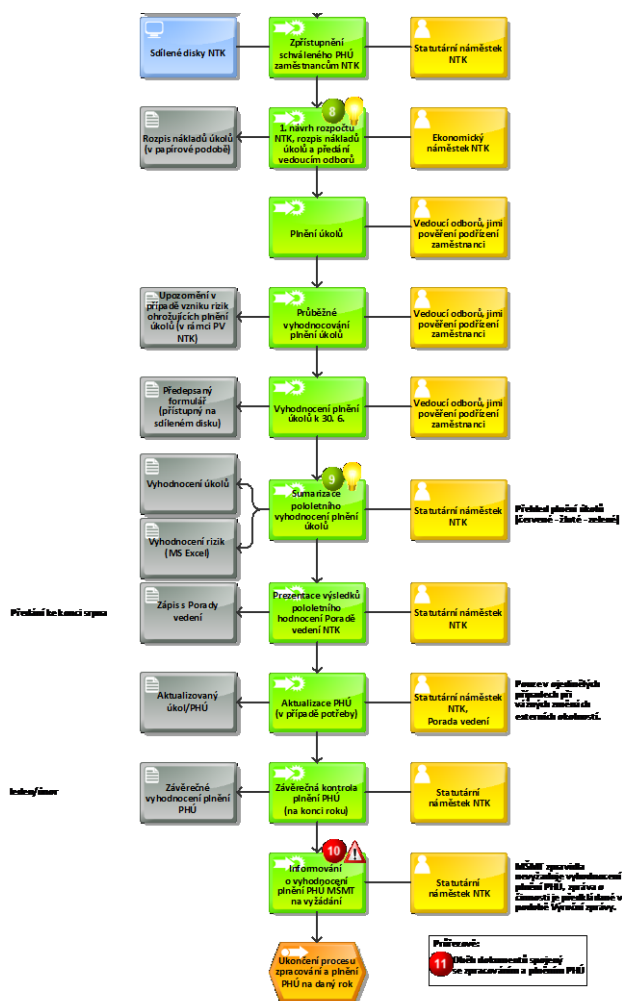 Sdílené disky NTK
Zpřístupnění
schváleného PHÚ
zaměstnancům NTK
Statutární náměstek
NTK
8
Rozpis nákladů úkolů
(v papírové podobě)
1. návrh rozpočtu
NTK, rozpis nákladů
úkolů a předání
vedoucím odborů
Ekonomický
náměstek NTK
Plnění úkolů
Vedoucí odborů, jimi
pověření podřízení
zaměstnanci
Upozornění v
případě vzniku rizik
ohrožujících plnění
úkolů (v rámci PV
NTK)
Průběžné
vyhodnocování
plnění úkolů
Vedoucí odborů, jimi
pověření podřízení
zaměstnanci
Předepsaný
formulář
(přístupný na
sdíleném disku)
Vyhodnocení plnění
úkolů k 30. 6.
Vedoucí odborů, jimi
pověření podřízení
zaměstnanci
9
Vyhodnocení úkolů
Vyhodnocení rizik
(MS Excel)
Sumarizace
pololetního
vyhodnocení plnění
úkolů
Statutární náměstek
NTK
Přehled plnění úkolů
(červené - žluté - zelené)
Předání ke konci srpna
Zápis s Porady
vedení
Prezentace výsledků
pololetního
hodnocení Poradě
vedení NTK
Statutární náměstek
NTK
Aktualizovaný
úkol/PHÚ
Aktualizace PHÚ
(v případě potřeby)
Statutární náměstek
NTK,
Porada vedení
Pouze v ojedinělých
případech při
vážných změnách
externích okolností.
leden/únor
Závěrečné
vyhodnocení plnění
PHÚ
Závěrečná kontrola
plnění PHÚ
(na konci roku)
Statutární
náměstek NTK
10
Informování
o vyhodnocení
plnění PHÚ MŠMT
na vyžádání
Statutární
náměstek NTK
MŠMT zpravidla
nevyžaduje vyhodnocení
plnění PHÚ, zpráva o
činnosti je předkládané v
podobě Výroční zprávy.
Ukončení procesu
zpracování a plnění
PHÚ na daný rok
Průřezově:
11
Oběh dokumentů spojený
se zpracováním a plněním PHÚ